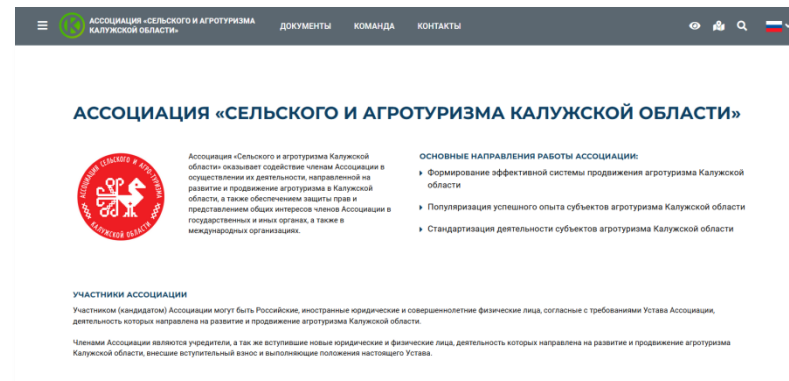 АССОЦИАЦИЯ «СЕЛЬСКОГО И АГРОТУРИЗМА
КАЛУЖСКОЙ ОБЛАСТИ»
ДОКУМЕНТЫ КОМАНДА КОНТАКТЫ
АССОЦИАЦИЯ «СЕЛЬСКОГО И АГРОТУРИЗМА КАЛУЖСКОЙ ОБЛАСТИ»
АССОЦИАЦИЯ СЕЛЬСКОГО И АГРО-ТУРИЗМА
КАЛУЖСКОЙ ОБЛАСТИ
Ассоциация «Сельского и агротуризма Калужской
области» оказывает содействие членам Ассоциации в
осуществлении их деятельности, направленной на
развитие и продвижение агротуризма в Калужской
области, а также обеспечением защиты прав и
представлением общих интересов членов Ассоциации в
государственных и иных органах, а также в
международных организациях.
ОСНОВНЫЕ НАПРАВЛЕНИЯ РАБОТЫ АССОЦИАЦИИ:
Формирование эффективной системы продвижения агротуризма Калужской
области
Популяризация успешного опыта субъектов агротуризма Калужской области
Стандартизация деятельности субъектов агротуризма Калужской области
УЧАСТНИКИ АССОЦИАЦИИ
Участником (кандидатом) Ассоциации могут быть Российские, иностранные юридические и совершеннолетние физические лица, согласные с требованиями Устава Ассоциации,
деятельность которых направлена на развитие и продвижение агротуризма Калужской области.
Членами Ассоциации являются учредители, а так же вступившие новые юридические и физические лица, деятельность которых направлена на развитие и продвижение агротуризма
Калужской области, внесшие вступительный взнос и выполняющие положения настоящего Устава.